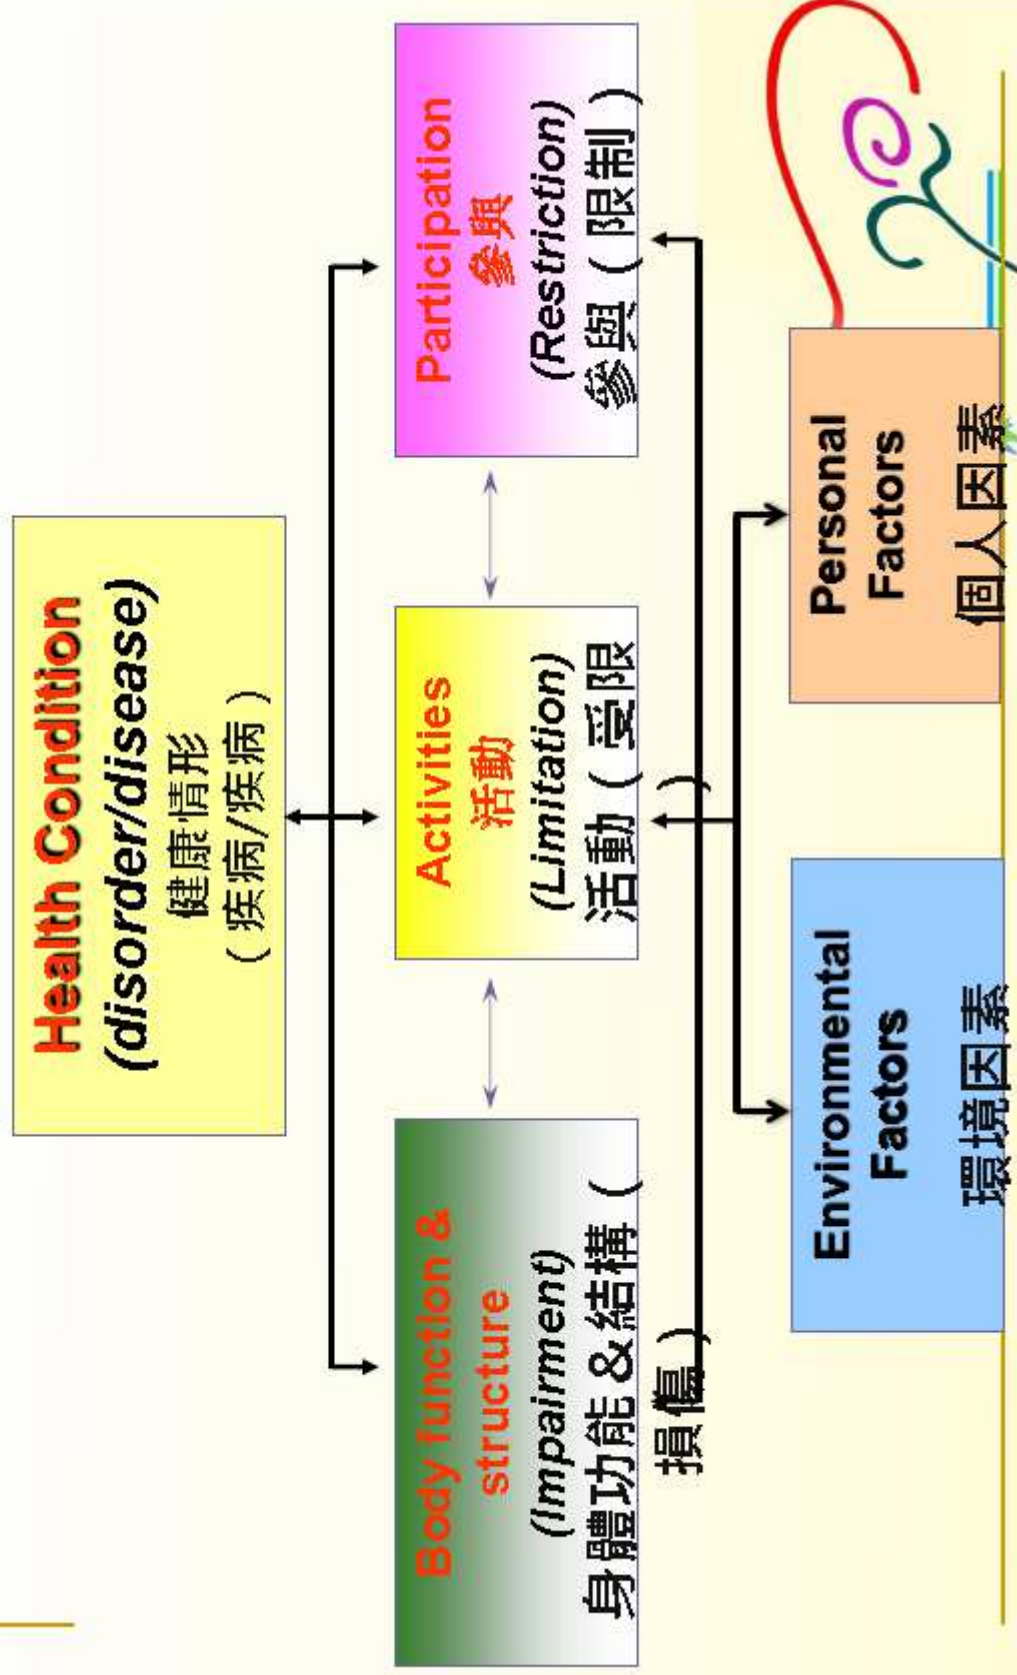 Health Condition
(disorder/disease)
健康情形
（疾病/疾病）
Body function &
structure
(Impairment)
身體功能&結構（
損傷）
Activities
活動
(Limitation)
活動（受限
）
Participation
參與
(Restriction)
參與（限制）
Environmental
Factors
環境因素
Personal
Factors
個人因素